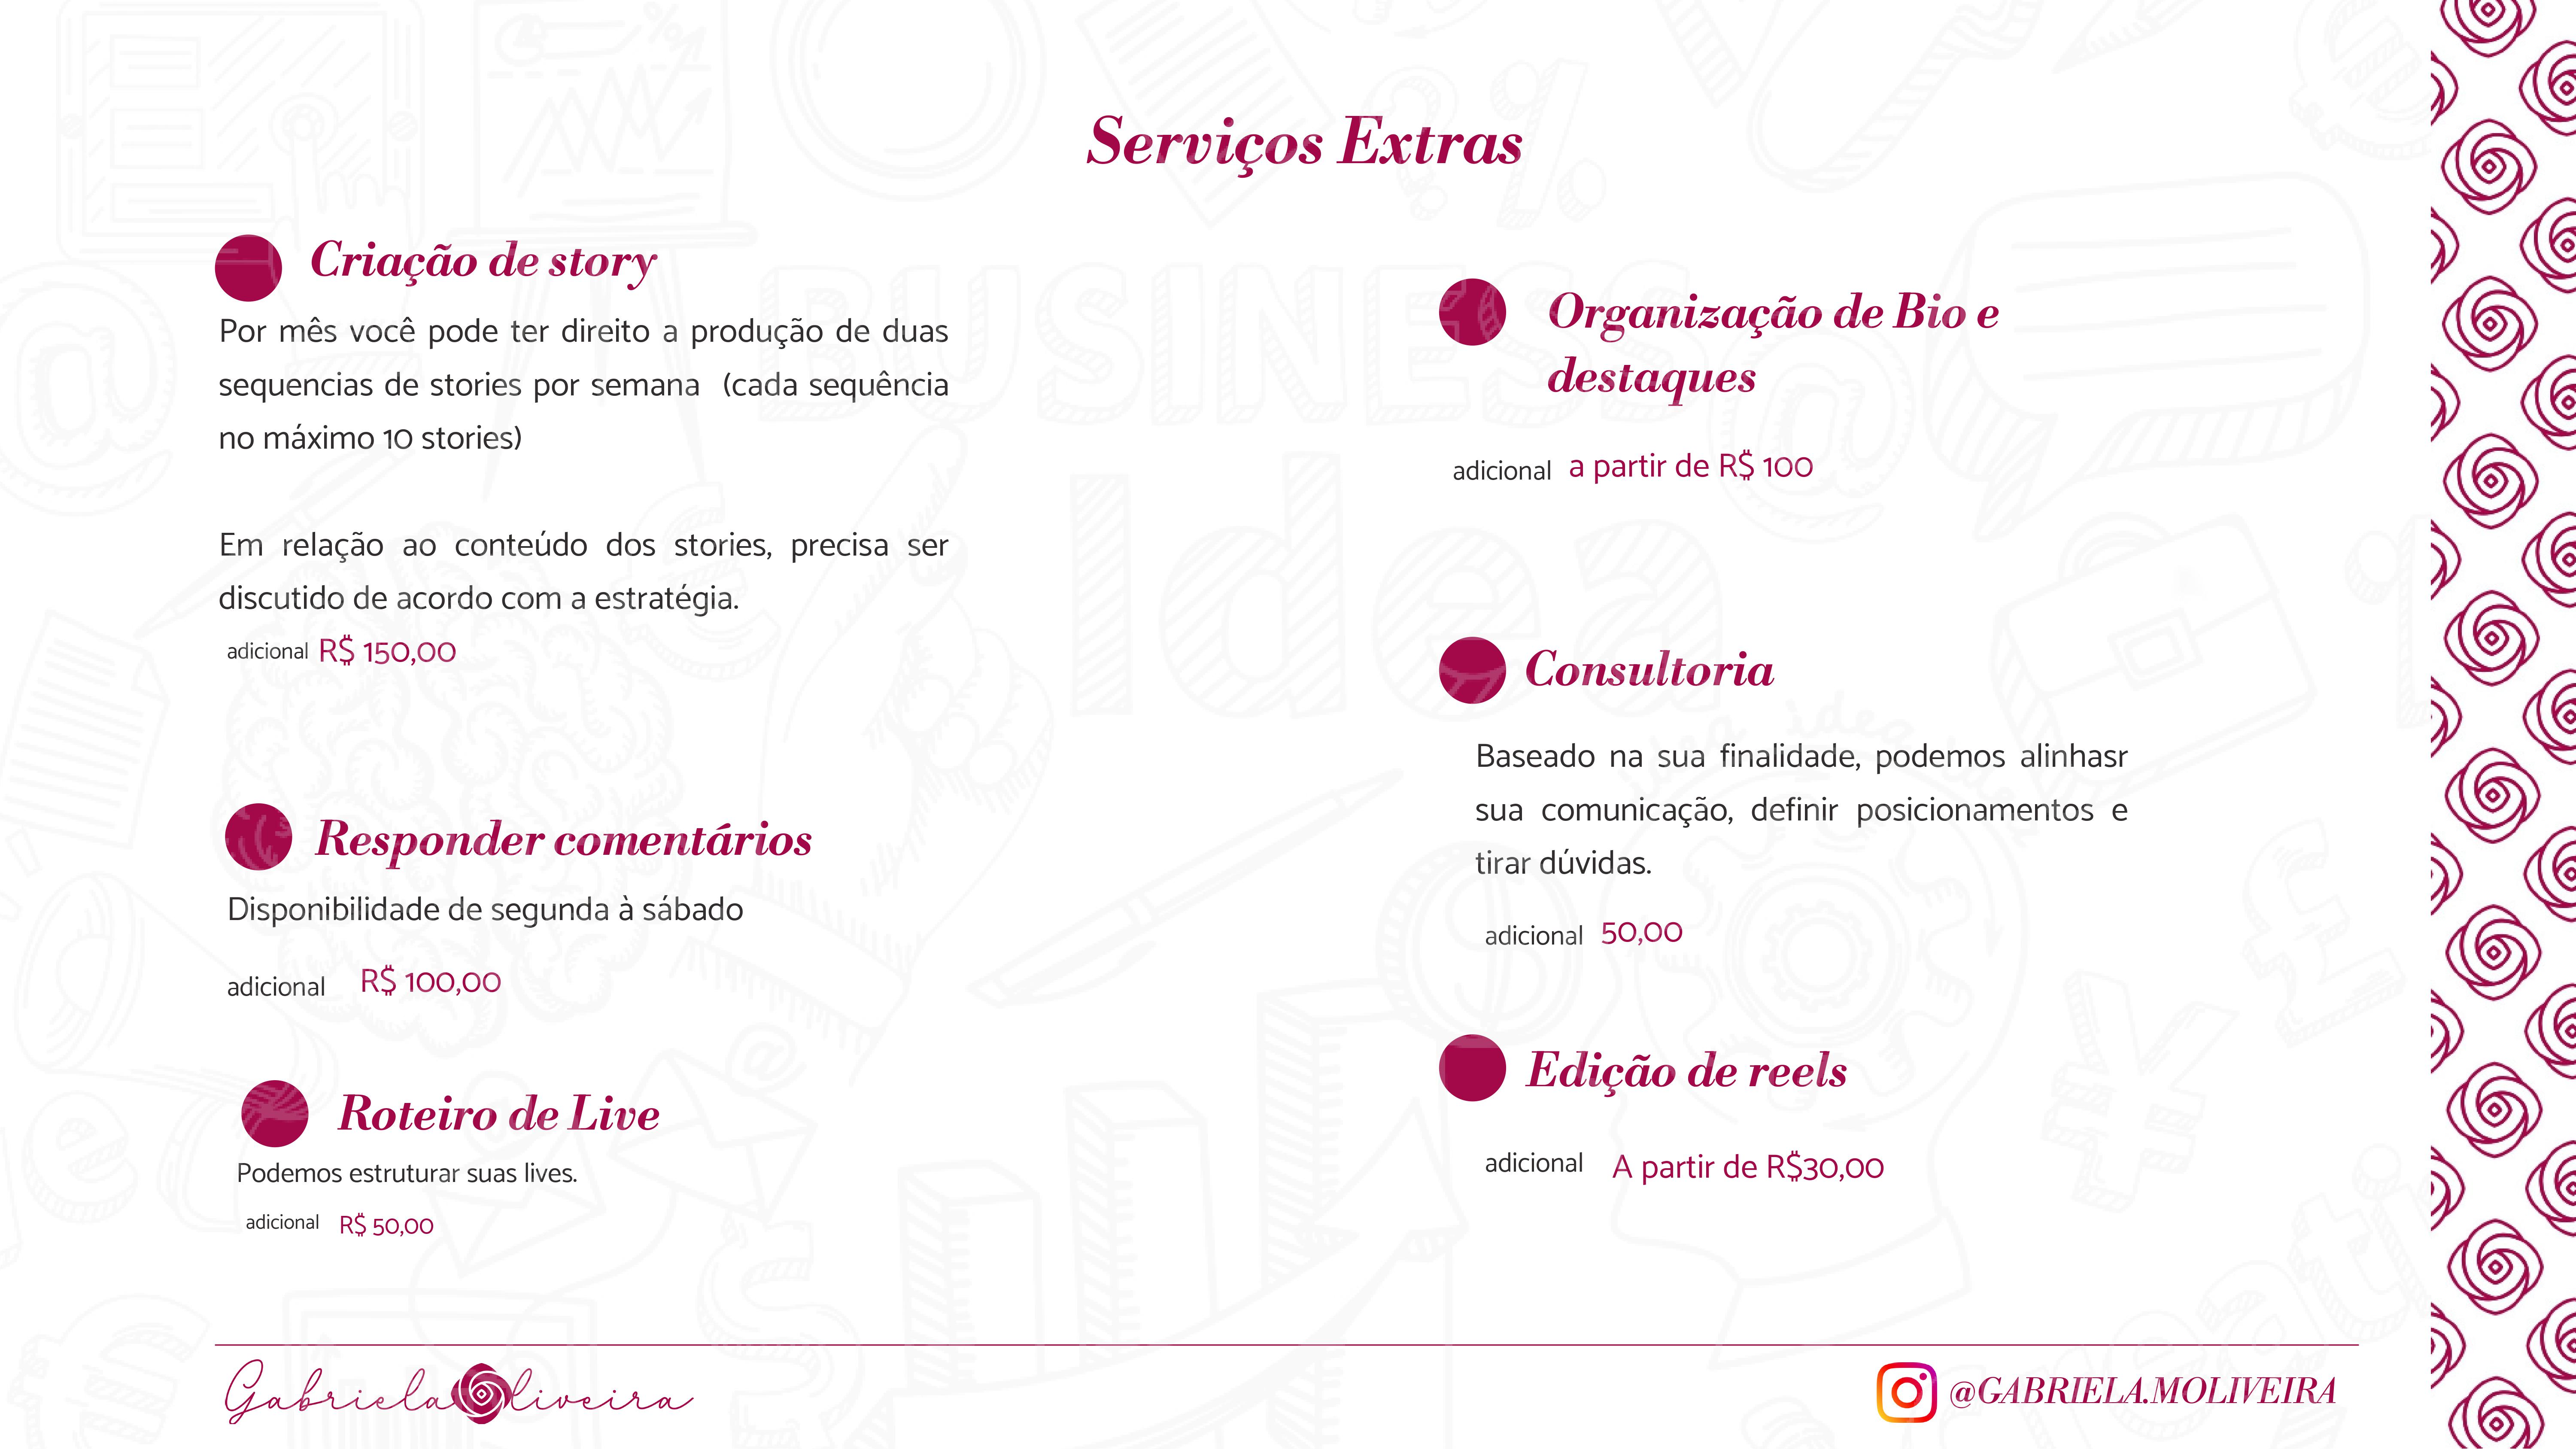 Serviços Extras
Criação de story
Por mês você pode ter direito a produção de duas
sequencias de stories por semana (cada sequência
no máximo 10 stories)
Em relação ao conteúdo dos stories, precisa ser
discutido de acordo com a estratégia.
adicional R$ 150,00
Responder comentários
Disponibilidade de segunda à sábado
adicional R$ 100,00
Roteiro de Live
Podemos estruturar suas lives.
adicional R$ 50,00
Organização de Bio e
destaques
adicional a partir de R$ 100
Consultoria
Baseado na sua finalidade, podemos alinhasr
sua comunicação, definir posicionamentos e
tirar dúvidas.
adicional 50,00
Edição de reels
adicional A partir de R$30,00
BUSINESS
Idea
Gabriela Oliveira
@GABRIELA.MOLIVEIRA